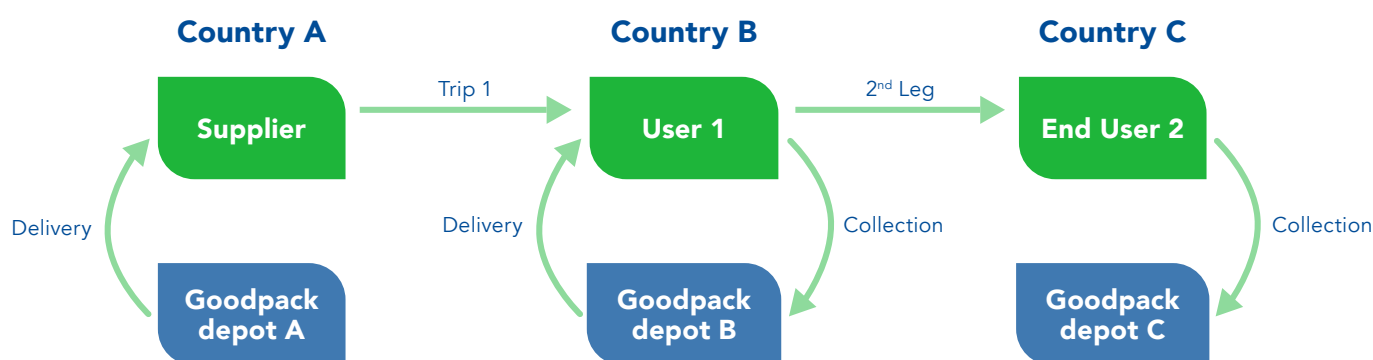 Country A
Country B
Country C
Supplier
Trip 1
User 1
2nd Leg
End User 2
Delivery
Delivery
Collection
Collection
Goodpack
depot A
Goodpack
depot B
Goodpack
depot C